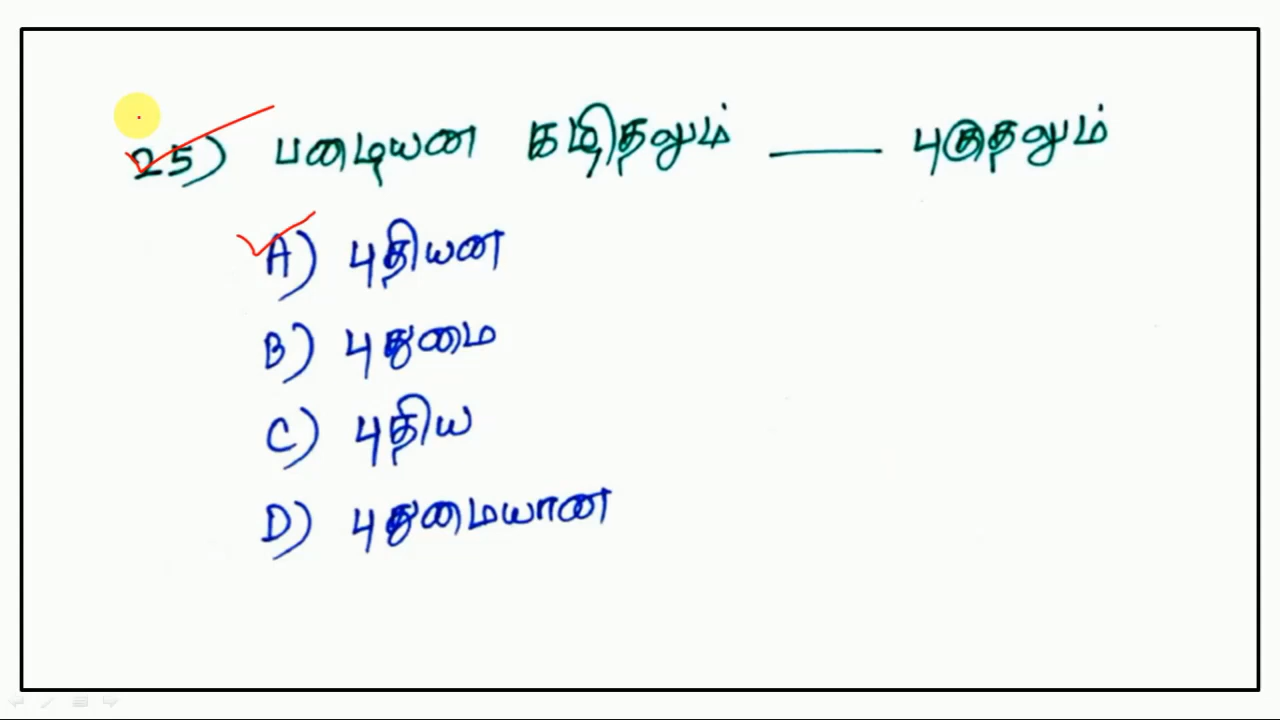 25) பழையன கழிதலும் ____ புகுதலும்
A) புதியன
B) புதுமை
C) புதிய
D) புதுமையான